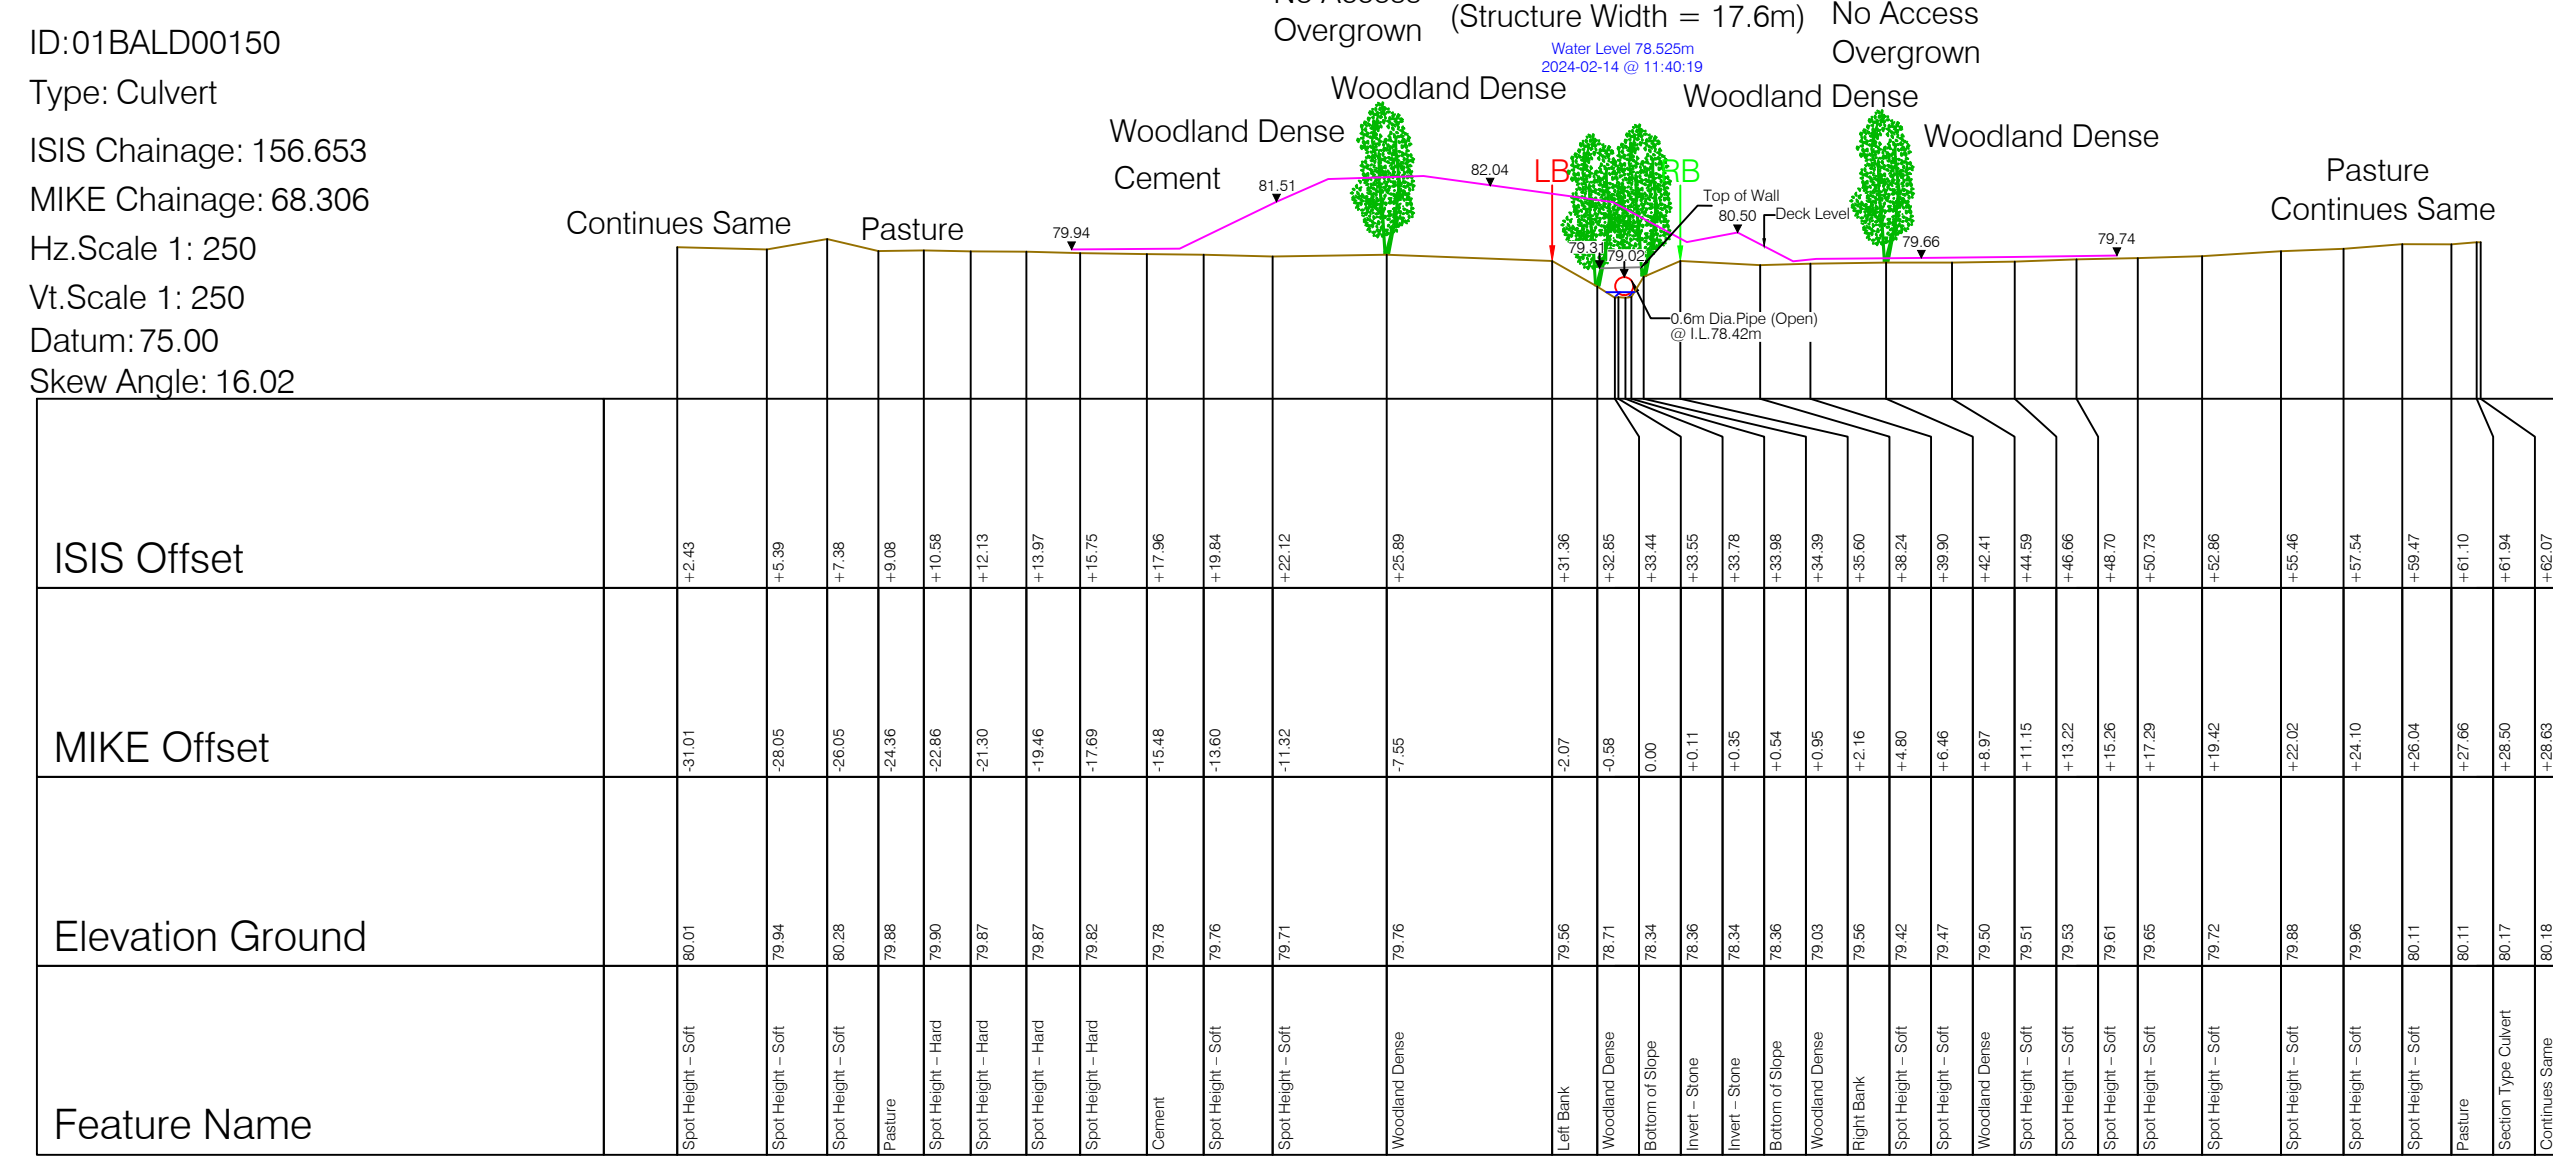 No Access
Overgrown
(Structure Width = 17.6m)
No Access
Overgrown
Water Level 78.525m
2024-02-14 @ 11:40:19
ID:01BALD00150
Type: Culvert
ISIS Chainage: 156.653
MIKE Chainage: 68.306
Hz.Scale 1: 250
Vt.Scale 1: 250
Datum: 75.00
Skew Angle: 16.02
Woodland Dense
Woodland Dense
Woodland Dense
Woodland Dense
Cement
Continues Same
Pasture
Pasture
Continues Same
79.94
81.51
82.04
LB
RB
Top of Wall
80.50
Deck Level
79.31
79.02
79.66
79.74
0.6m Dia.Pipe (Open)
@ I.L.78.42m
ISIS Offset
+2.43
+5.39
+7.38
+9.08
+10.58
+12.13
+13.97
+15.75
+17.96
+19.84
+22.12
+25.89
+31.36
+32.85
+33.44
+33.55
+33.78
+33.98
+34.39
+35.60
+38.24
+39.90
+42.41
+44.59
+46.66
+48.70
+50.73
+52.86
+55.46
+57.54
+59.47
+61.10
+61.94
+62.07
MIKE Offset
-31.01
-28.05
-26.05
-24.36
-22.86
-21.30
-19.46
-17.69
-15.48
-13.60
-11.32
-7.55
-2.07
-0.58
0.00
+0.11
+0.35
+0.54
+0.95
+2.16
+4.80
+6.46
+8.97
+11.15
+13.22
+15.26
+17.29
+19.42
+22.02
+24.10
+26.04
+27.66
+28.50
+28.63
Elevation Ground
80.01
79.94
80.28
79.88
79.90
79.87
79.87
79.82
79.78
79.76
79.71
79.76
79.56
78.71
78.34
78.36
78.34
78.36
79.03
79.56
79.42
79.47
79.50
79.51
79.53
79.61
79.65
79.72
79.88
79.96
80.11
80.11
80.17
80.18
Feature Name
Spot Height – Soft
Spot Height – Soft
Spot Height – Soft
Pasture
Spot Height – Hard
Spot Height – Hard
Spot Height – Hard
Spot Height – Hard
Cement
Spot Height – Soft
Spot Height – Soft
Woodland Dense
Left Bank
Woodland Dense
Bottom of Slope
Invert – Stone
Invert – Stone
Bottom of Slope
Woodland Dense
Right Bank
Spot Height – Soft
Spot Height – Soft
Woodland Dense
Spot Height – Soft
Spot Height – Soft
Spot Height – Soft
Spot Height – Soft
Spot Height – Soft
Spot Height – Soft
Spot Height – Soft
Spot Height – Soft
Pasture
Section Type Culvert
Continues Same